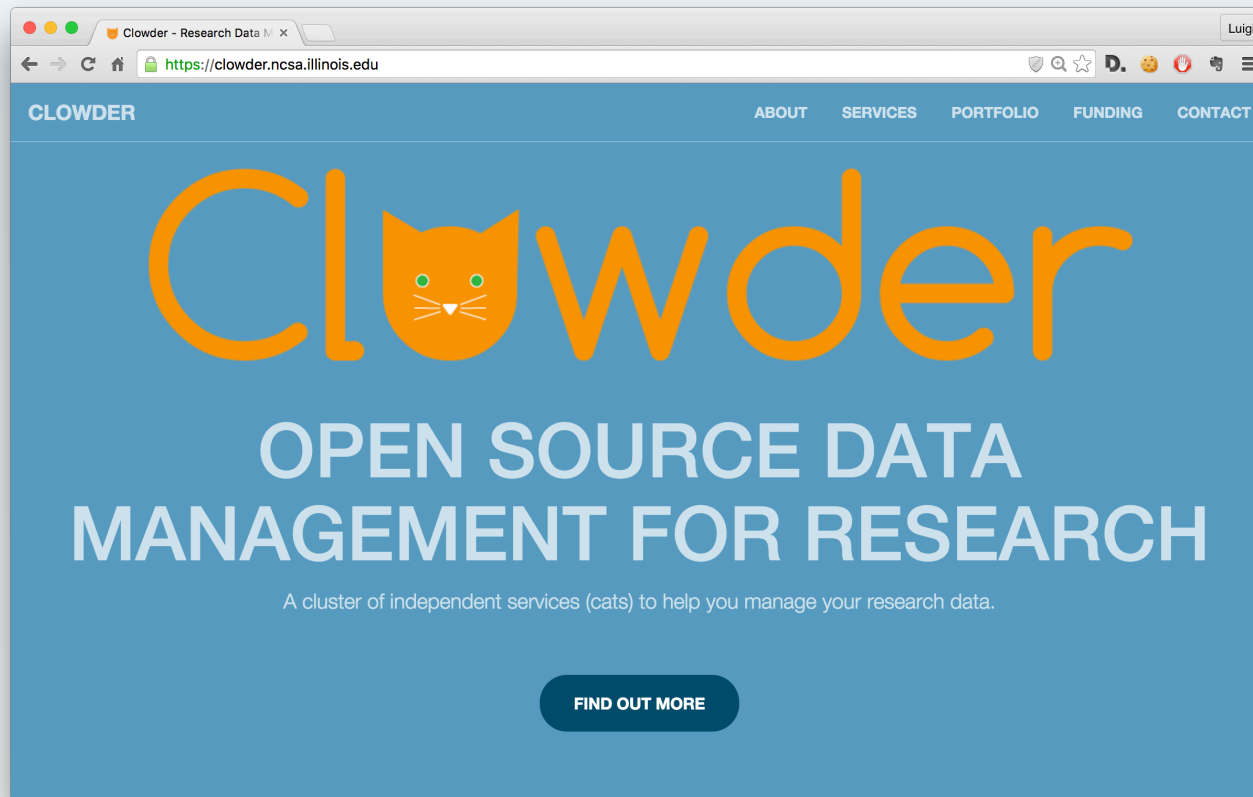 Clowder - Research Data M
Luigi
https://clowder.ncsa.illinois.edu
D.
CLOWDER
ABOUT SERVICES PORTFOLIO FUNDING CONTACT
Clowder
OPEN SOURCE DATA
MANAGEMENT FOR RESEARCH
A cluster of independent services (cats) to help you manage your research data.
FIND OUT MORE